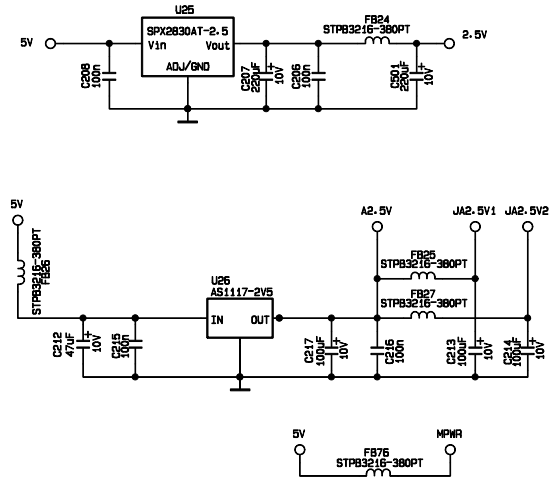 U25
FB24
SPX2830AT-2.5
STPB3216-380PT
5V
Vin
Vout
2.5V
ADJ/GND
C208
100n
C207
220uF
10V
C206
100n
C501
220uF
10V
5V
A2.5V
JA2.5V1
JA2.5V2
STPB3216-380PT
FB26
FB25
STPB3216-380PT
U26
AS1117-2V5
FB27
STPB3216-380PT
IN
OUT
C212
47uF
10V
C215
100n
C217
100uF
10V
C216
100n
C213
100uF
10V
C214
100uF
10V
5V
MPWR
FB76
STPB3216-380PT